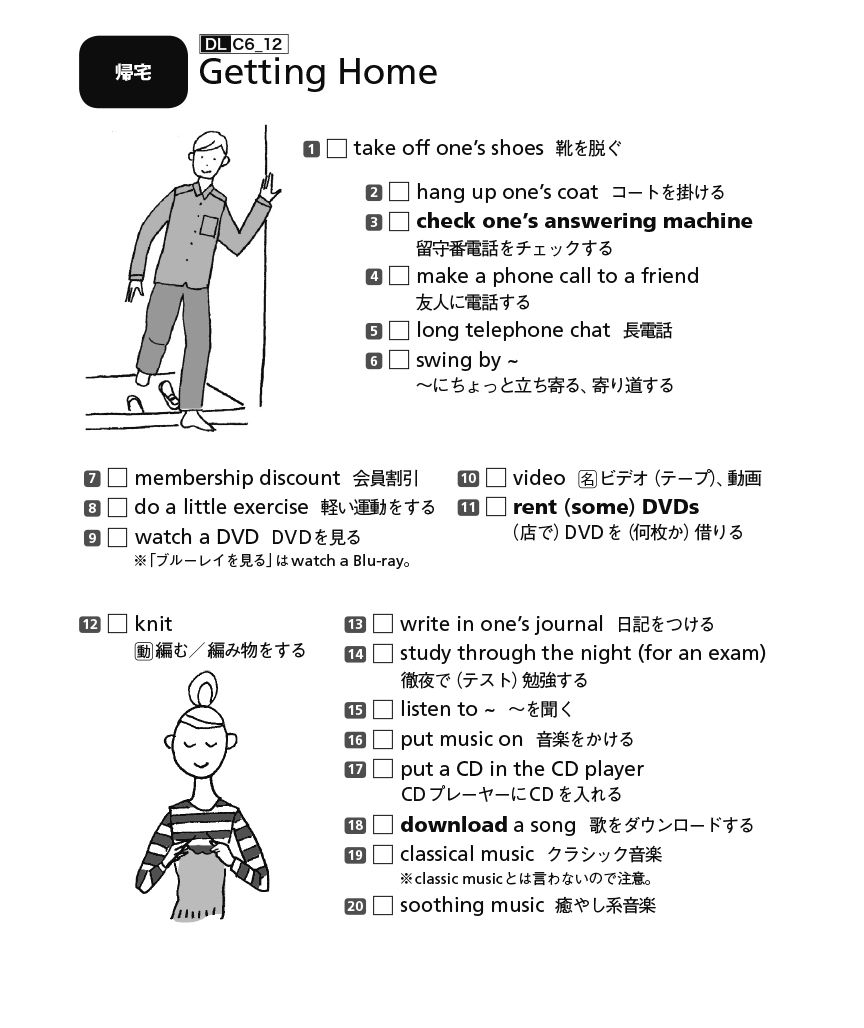 帰宅
DL C6_12
Getting Home
1 □ take off one's shoes 靴を脱ぐ
2 □ hang up one's coat コートを掛ける
3 □ check one's answering machine
留守番電話をチェックする
4 □ make a phone call to a friend
友人に電話する
5 □ long telephone chat 長電話
6 □ swing by ~
〜にちょっと立ち寄る、寄り道する
7 □ membership discount 会員割引
8 □ do a little exercise 軽い運動をする
9 □ watch a DVD DVDを見る
※「ブルーレイを見る」はwatch a Blu-ray。
10 □ video 名ビデオ（テープ）、動画
11 □ rent (some) DVDs
（店で）DVDを（何枚か）借りる
12 □ knit
動編む／編み物をする
13 □ write in one's journal 日記をつける
14 □ study through the night (for an exam)
徹夜で（テスト）勉強する
15 □ listen to ~ 〜を聞く
16 □ put music on 音楽をかける
17 □ put a CD in the CD player
CDプレーヤーにCDを入れる
18 □ download a song 歌をダウンロードする
19 □ classical music クラシック音楽
※classic musicとは言わないので注意。
20 □ soothing music 癒やし系音楽